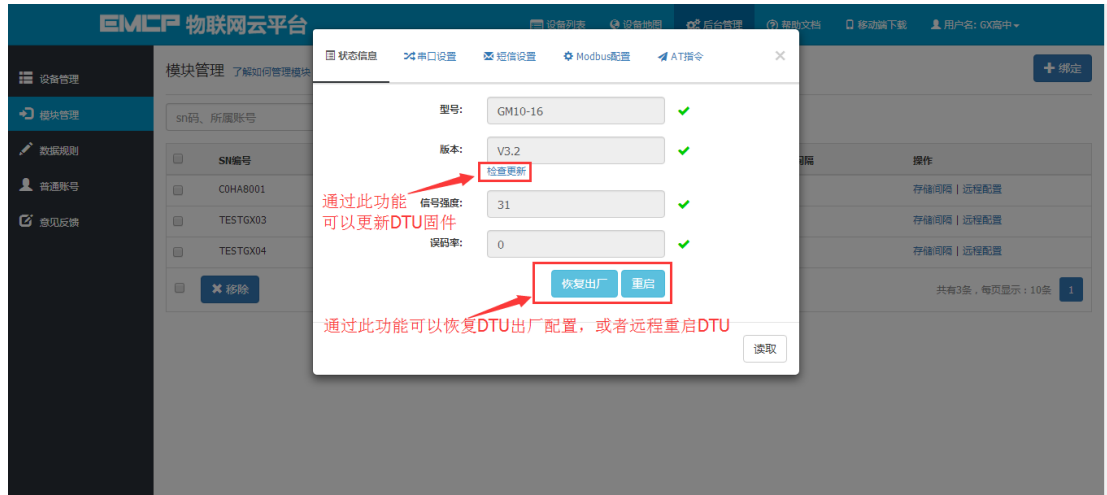 EMCP 物联网云平台
设备列表 设备地图 后台管理 帮助文档 移动端下载 用户名: GX高中
设备管理
模块管理
数据规则
普通账号
意见反馈
模块管理 了解如何管理模块
绑定
sn码、所属账号
SN编号 间隔 操作
C0HA8001 存储间隔 | 远程配置
TESTGX03 存储间隔 | 远程配置
TESTGX04 存储间隔 | 远程配置
移除 共有3条，每页显示：10条 1
状态信息 串口设置 短信设置 Modbus配置 AT指令 ×
型号: GM10-16
版本: V3.2
检查更新
通过此功能
可以更新DTU固件
信号强度: 31
误码率: 0
恢复出厂 重启
通过此功能可以恢复DTU出厂配置，或者远程重启DTU
读取